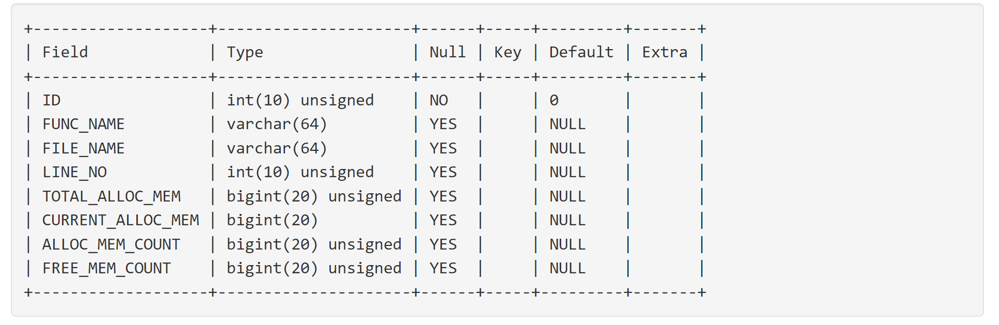 +-------------------+---------------------+------+-----+---------+-------+
| Field             | Type                | Null | Key | Default | Extra |
+-------------------+---------------------+------+-----+---------+-------+
| ID                | int(10) unsigned    | NO   |     | 0       |       |
| FUNC_NAME         | varchar(64)         | YES  |     | NULL    |       |
| FILE_NAME         | varchar(64)         | YES  |     | NULL    |       |
| LINE_NO           | int(10) unsigned    | YES  |     | NULL    |       |
| TOTAL_ALLOC_MEM   | bigint(20) unsigned | YES  |     | NULL    |       |
| CURRENT_ALLOC_MEM | bigint(20)          | YES  |     | NULL    |       |
| ALLOC_MEM_COUNT   | bigint(20) unsigned | YES  |     | NULL    |       |
| FREE_MEM_COUNT    | bigint(20) unsigned | YES  |     | NULL    |       |
+-------------------+---------------------+------+-----+---------+-------+